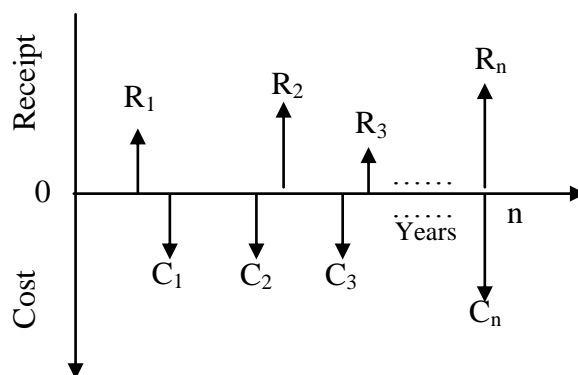 Receipt
R1
R2
R3
Rn
0
......
......
n
Years
C1
C2
C3
Cn
Cost